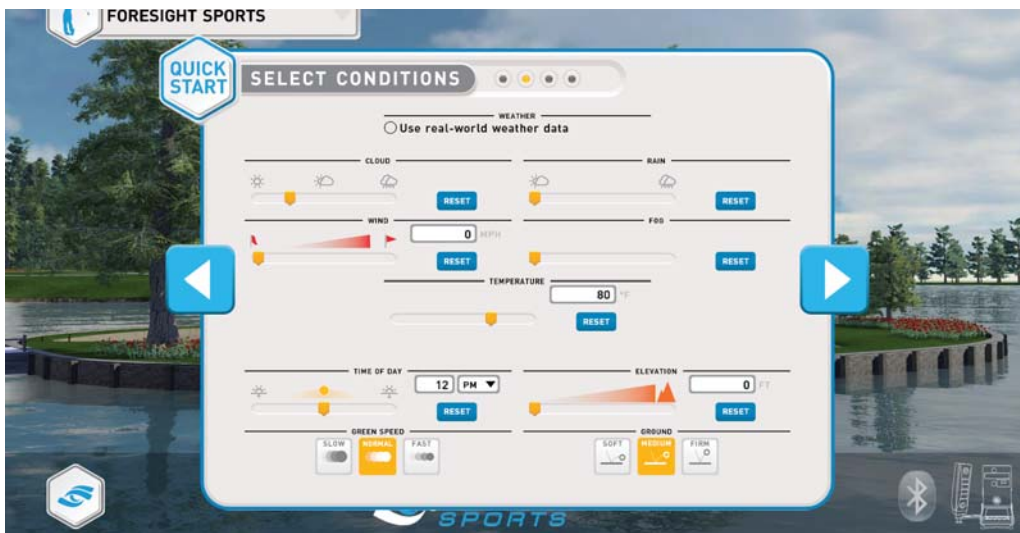 FORESIGHT SPORTS
QUICK
START
SELECT CONDITIONS
WEATHER
Use real-world weather data
CLOUD
RAIN
RESET
RESET
WIND
FOG
0 MPH
RESET
RESET
TEMPERATURE
80 °F
RESET
TIME OF DAY
ELEVATION
12 PM
0 FT
RESET
RESET
GREEN SPEED
GROUND
SLOW NORMAL FAST
SOFT MEDIUM FIRM
SPORTS